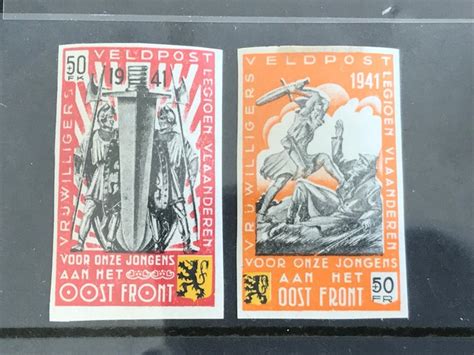 VELDPOST
50 FR
1941
VRIJWILLIGERS
LEGIOEN VLAANDEREN
VOOR ONZE JONGENS
AAN HET
OOST FRONT
VELDPOST
1941
VRIJWILLIGERS
LEGIOEN VLAANDEREN
VOOR ONZE JONGENS
AAN HET
OOST FRONT
50 FR